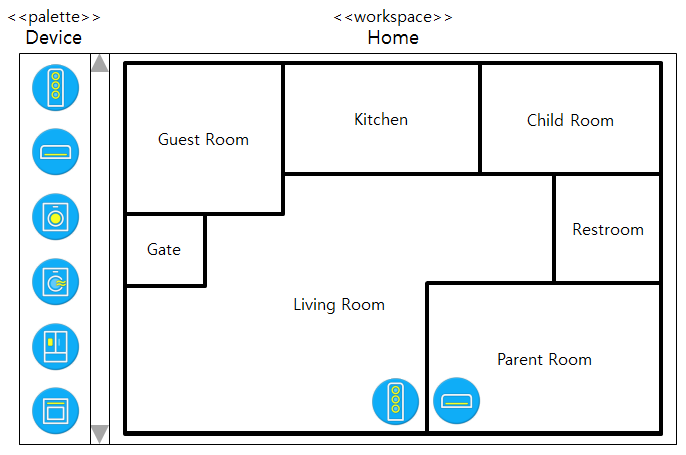 <<palette>>
Device
<<workspace>>
Home
Guest Room
Kitchen
Child Room
Gate
Restroom
Living Room
Parent Room